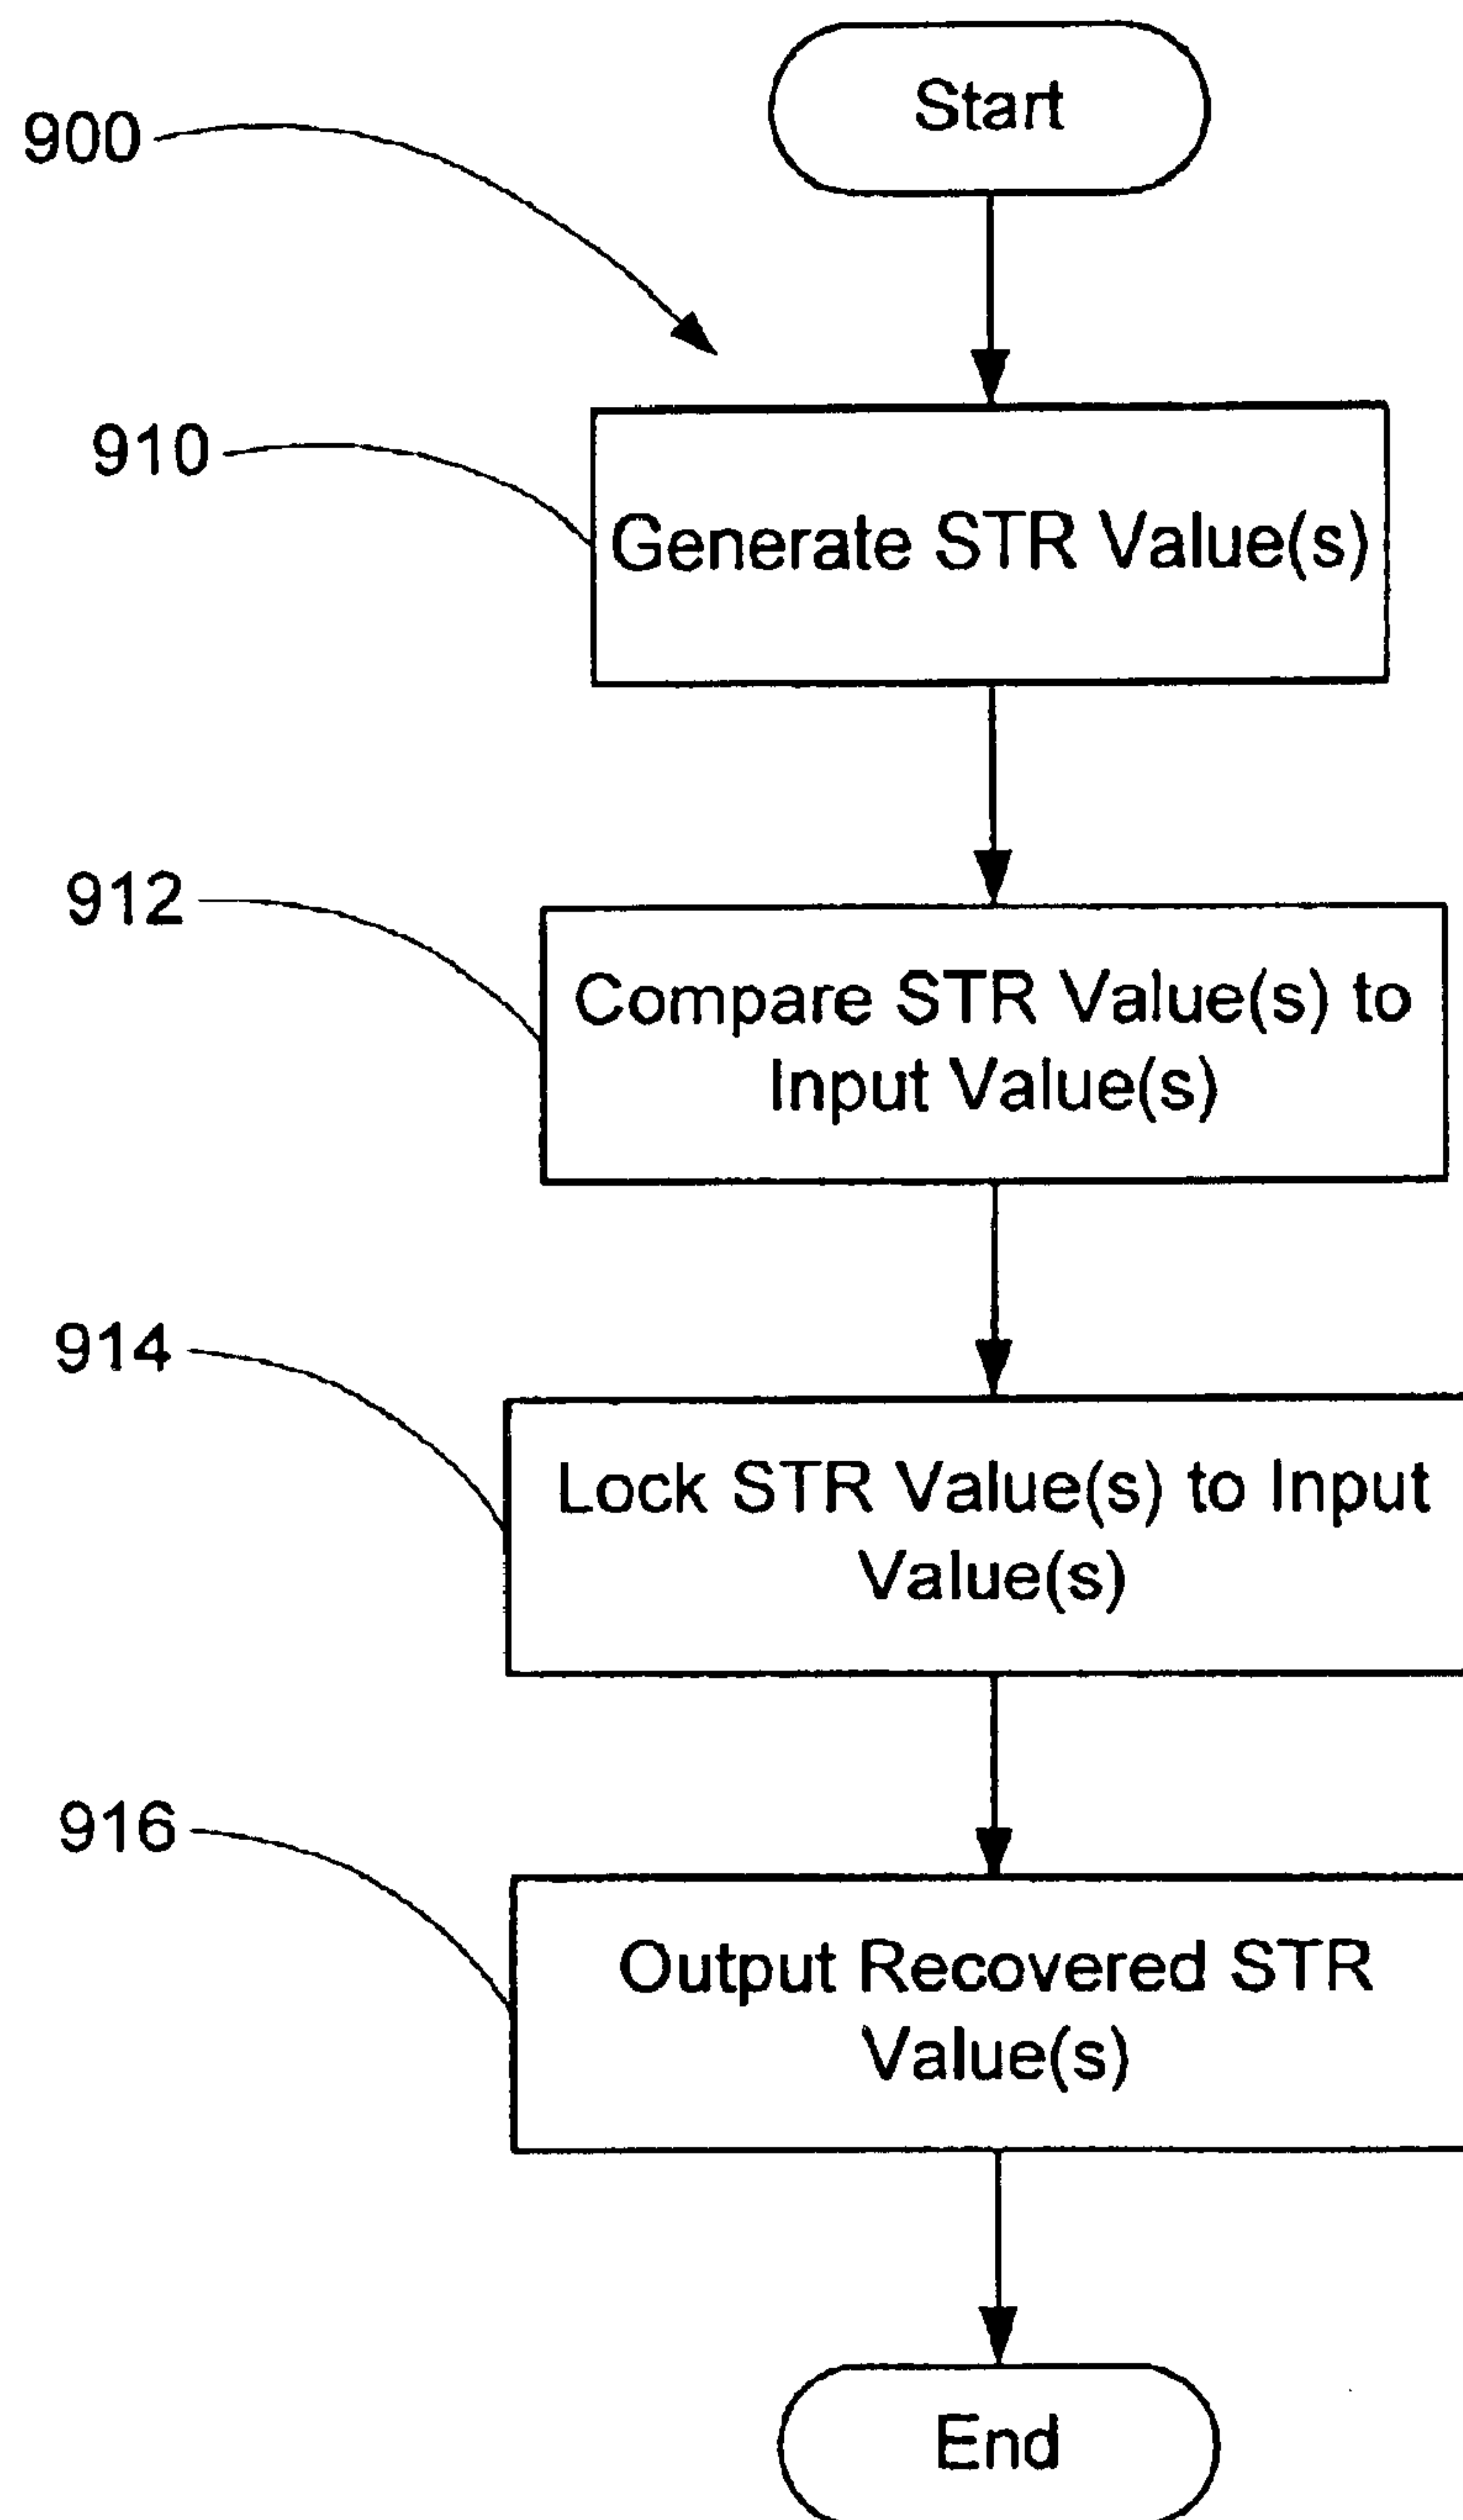 Start
900
910
Generate STR Value(s)
912
Compare STR Value(s) to
Input Value(s)
914
Lock STR Value(s) to Input
Value(s)
916
Output Recovered STR
Value(s)
End